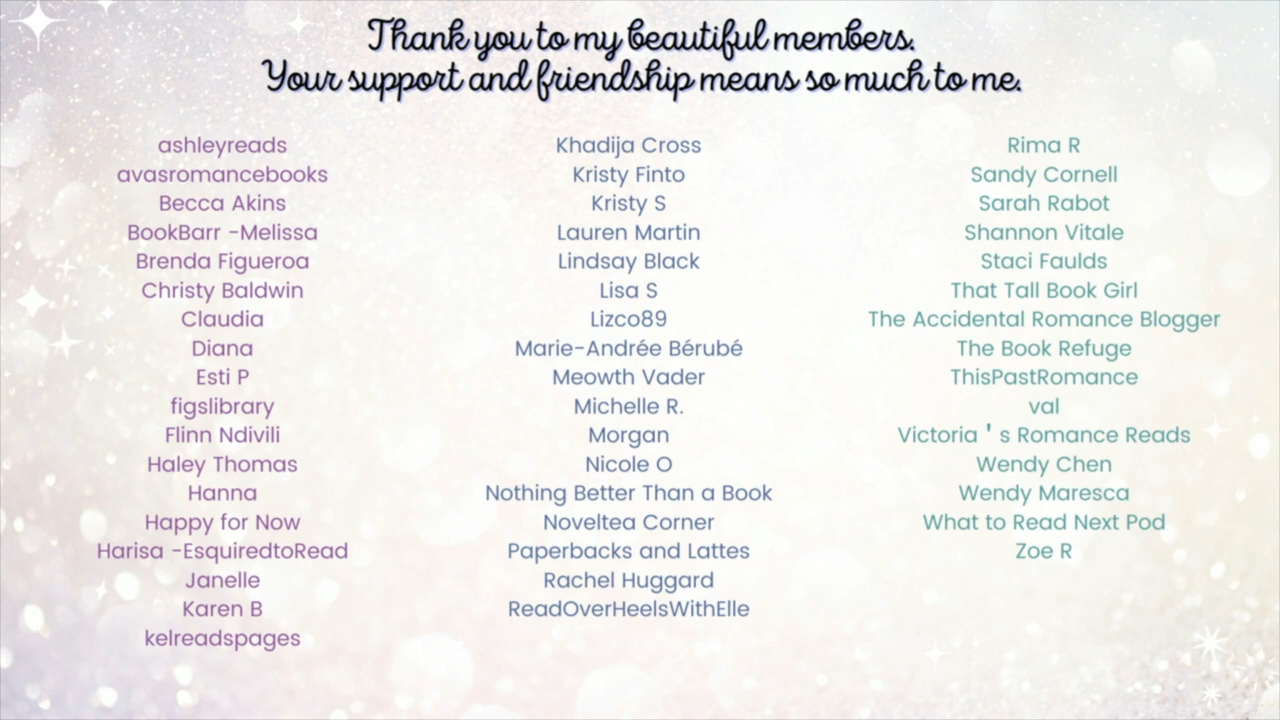 Thank you to my beautiful members.
Your support and friendship means so much to me.
ashleyreads
avasromancebooks
Becca Akins
BookBarr -Melissa
Brenda Figueroa
Christy Baldwin
Claudia
Diana
Esti P
figslibrary
Flinn Ndivili
Haley Thomas
Hanna
Happy for Now
Harisa -EsquiredtoRead
Janelle
Karen B
kelreadspages
Khadija Cross
Kristy Finto
Kristy S
Lauren Martin
Lindsay Black
Lisa S
Lizco89
Marie-Andrée Bérubé
Meowth Vader
Michelle R.
Morgan
Nicole O
Nothing Better Than a Book
Noveltea Corner
Paperbacks and Lattes
Rachel Huggard
ReadOverHeelsWithElle
Rima R
Sandy Cornell
Sarah Rabot
Shannon Vitale
Staci Faulds
That Tall Book Girl
The Accidental Romance Blogger
The Book Refuge
ThisPastRomance
val
Victoria ' s Romance Reads
Wendy Chen
Wendy Maresca
What to Read Next Pod
Zoe R